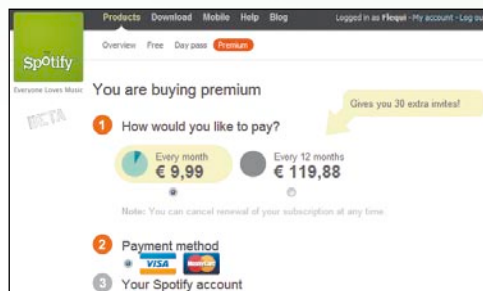 Products Download Mobile Help Blog Logged in as Flequi - My account - Log ou
Overview Free Day pass Premium
Spotify
Everyone Loves Music
BETA
You are buying premium
Gives you 30 extra invites!
1 How would you like to pay?
Every month
€ 9,99
Every 12 months
€ 119,88
Note: You can cancel renewal of your subscription at any time.
2 Payment method
VISA MasterCard
3 Your Spotify account